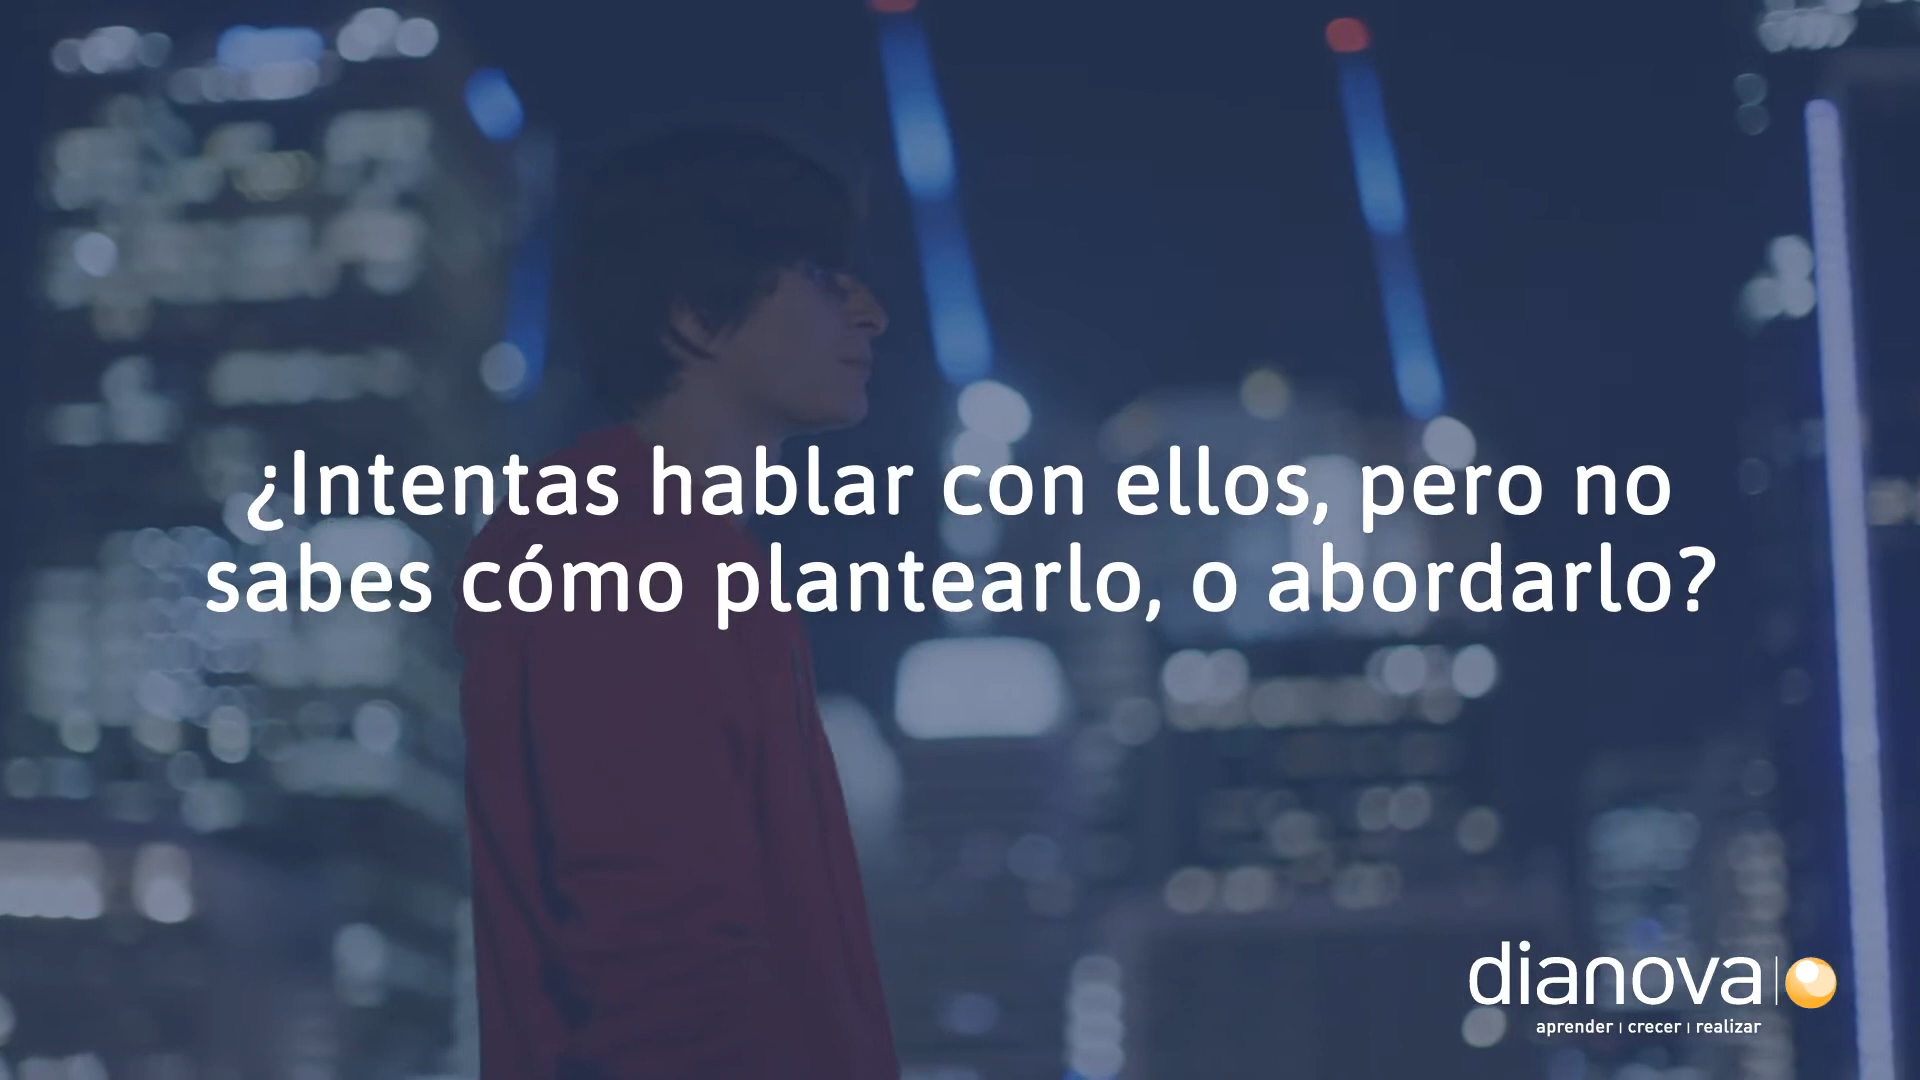 ¿Intentas hablar con ellos, pero no
sabes cómo plantearlo, o abordarlo?
dianova
aprender | crecer | realizar